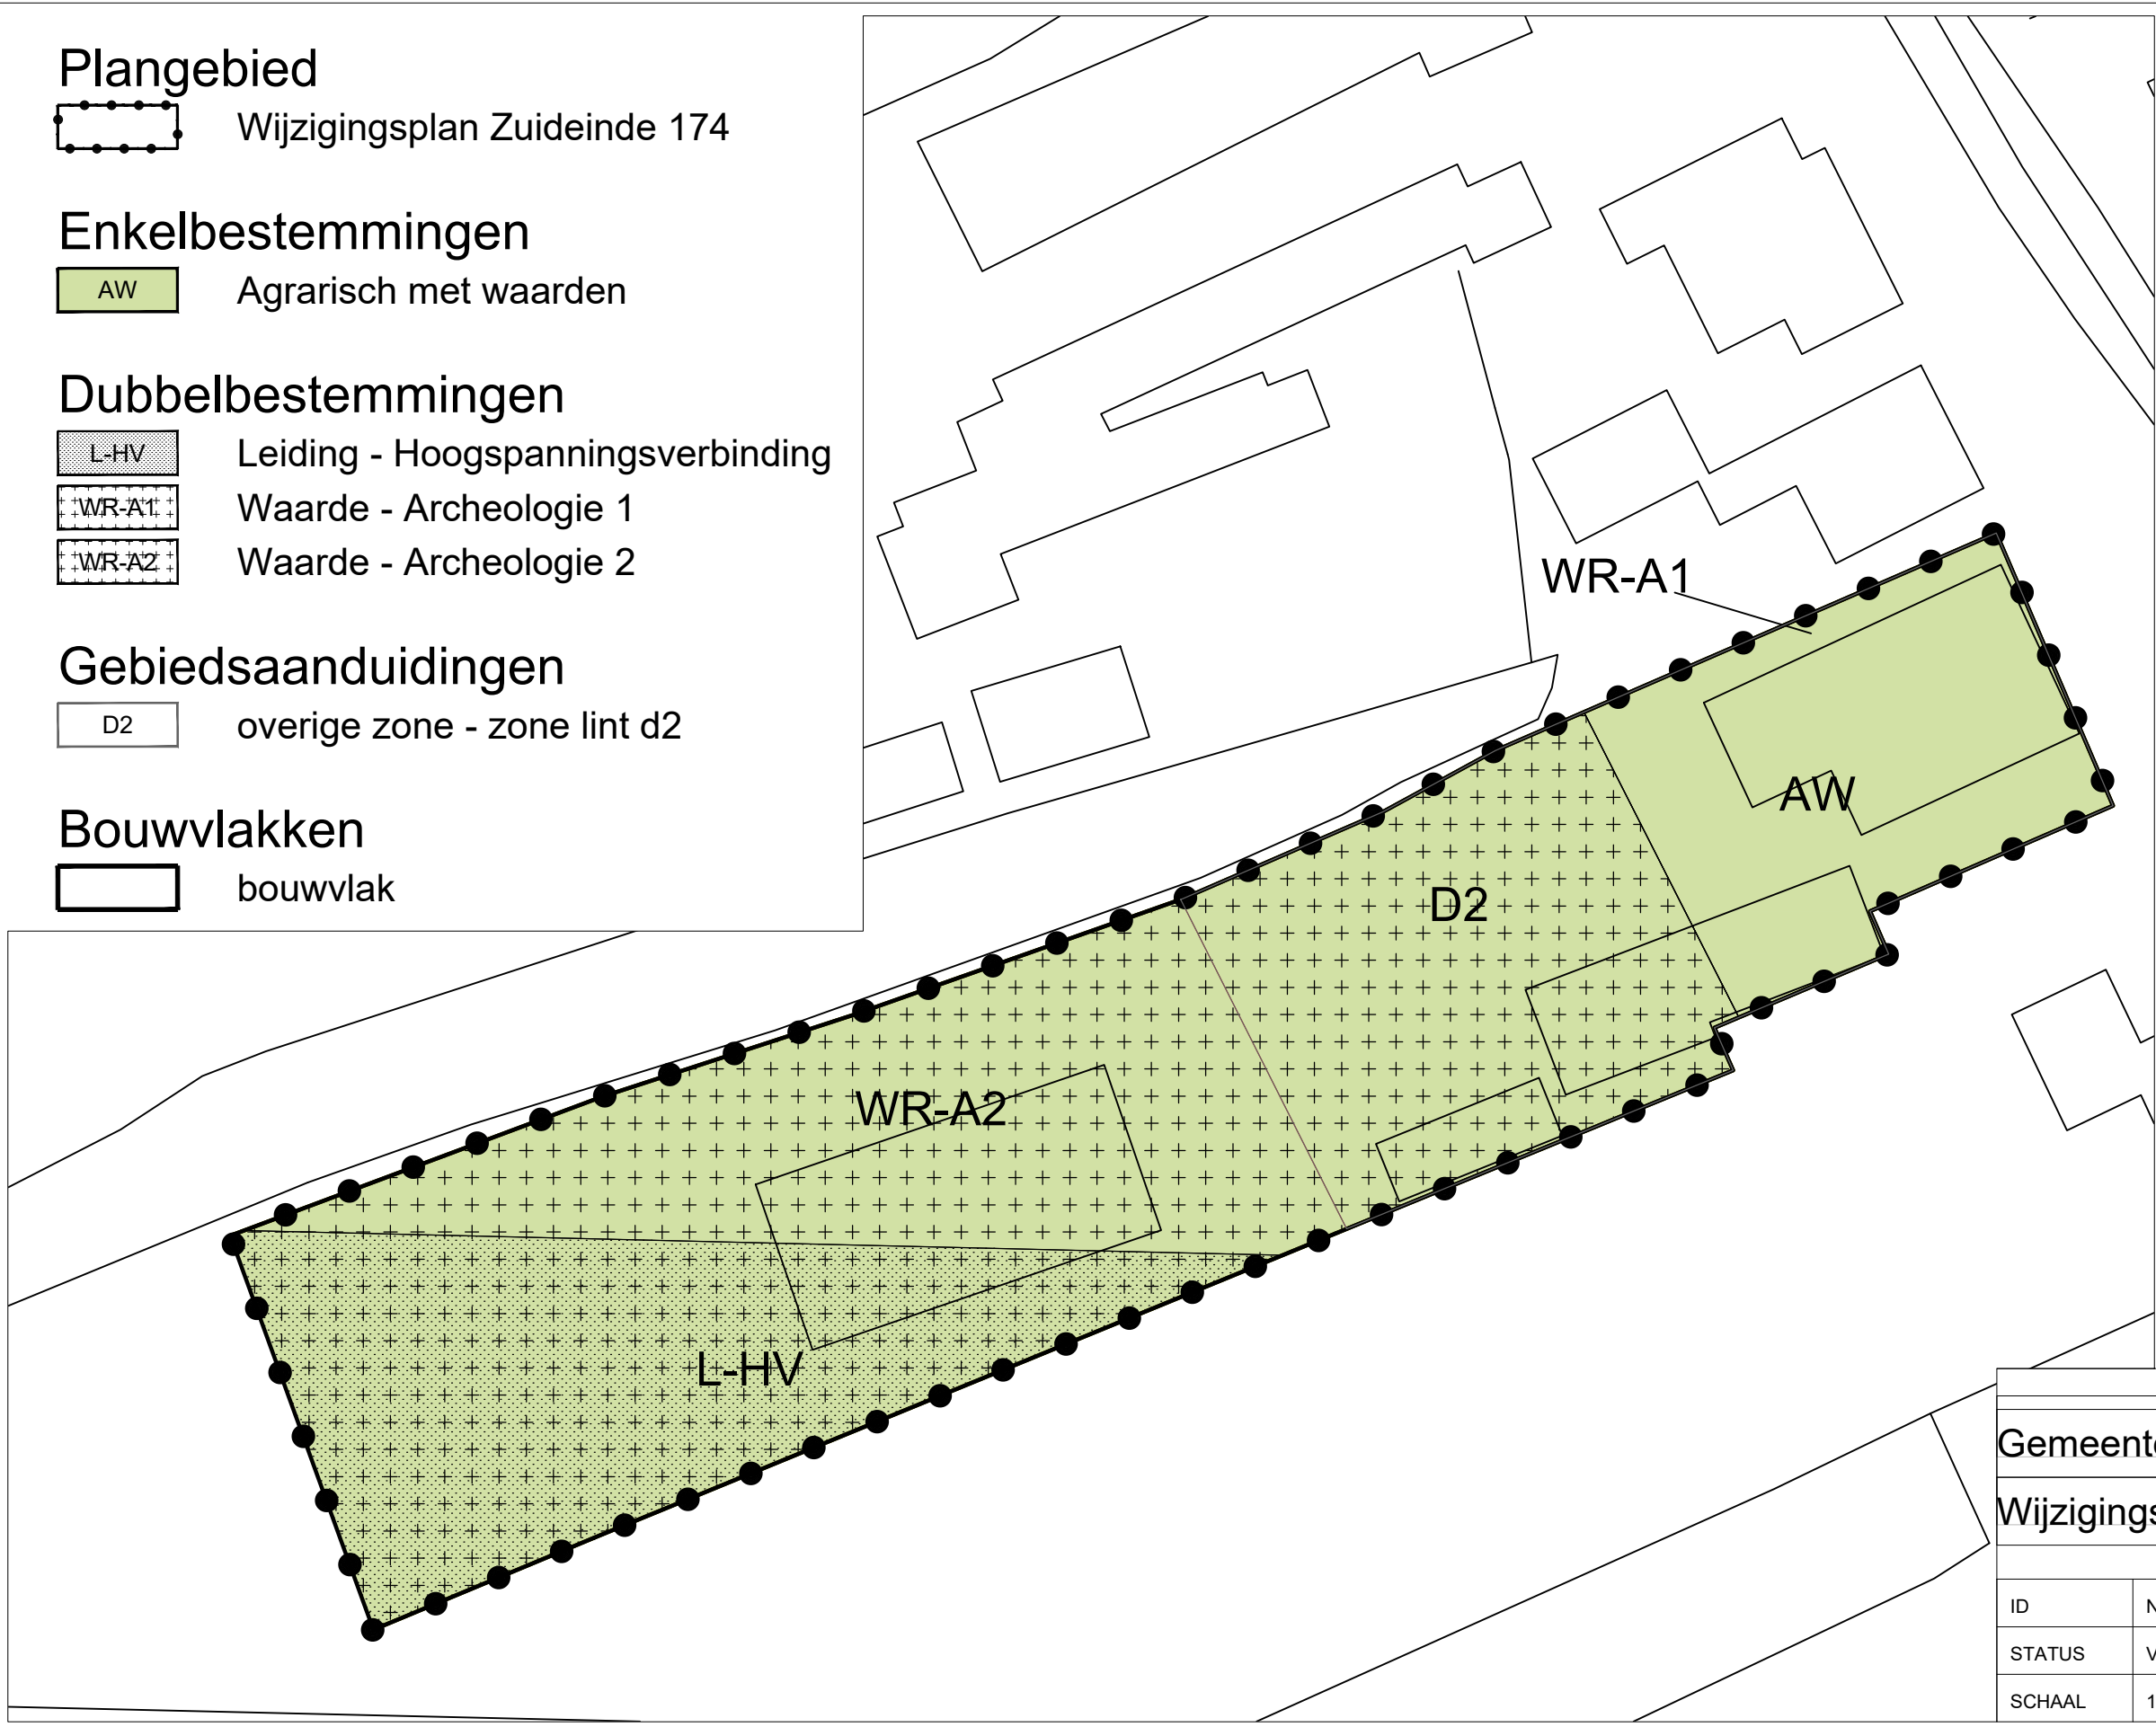 Plangebied
Wijzigingsplan Zuideinde 174
Enkelbestemmingen
AW Agrarisch met waarden
Dubbelbestemmingen
L-HV Leiding - Hoogspanningsverbinding
WR-A1 Waarde - Archeologie 1
WR-A2 Waarde - Archeologie 2
Gebiedsaanduidingen
D2 overige zone - zone lint d2
Bouwvlakken
bouwvlak
WR-A1
AW
D2
WR-A2
L-HV
ID
STATUS
SCHAAL